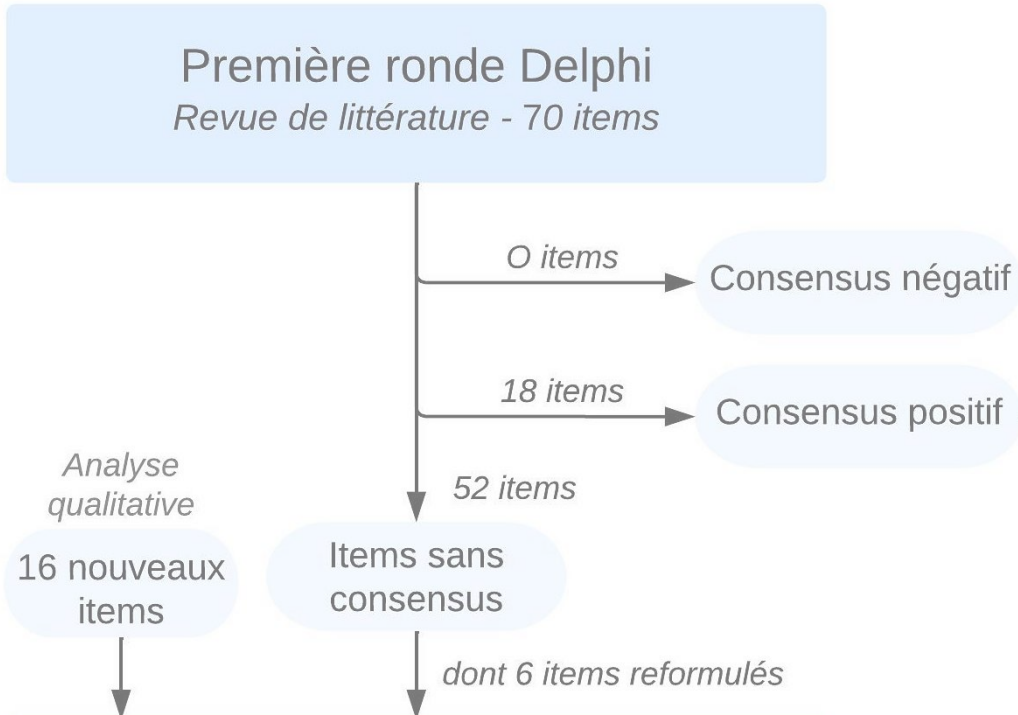 Première ronde Delphi
Revue de littérature - 70 items
O items
Consensus négatif
18 items
Consensus positif
Analyse
qualitative
52 items
16 nouveaux
items
Items sans
consensus
dont 6 items reformulés